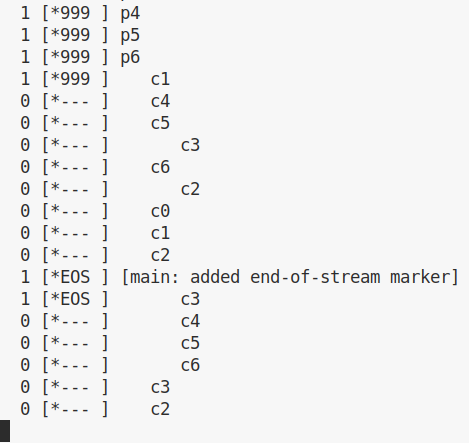 1 [*999 ] p4
1 [*999 ] p5
1 [*999 ] p6
1 [*999 ]    c1
0 [*--- ]    c4
0 [*--- ]    c5
0 [*--- ]       c3
0 [*--- ]    c6
0 [*--- ]       c2
0 [*--- ]    c0
0 [*--- ]    c1
0 [*--- ]    c2
1 [*EOS ] [main: added end-of-stream marker]
1 [*EOS ]       c3
0 [*--- ]       c4
0 [*--- ]       c5
0 [*--- ]       c6
0 [*--- ]    c3
0 [*--- ]    c2